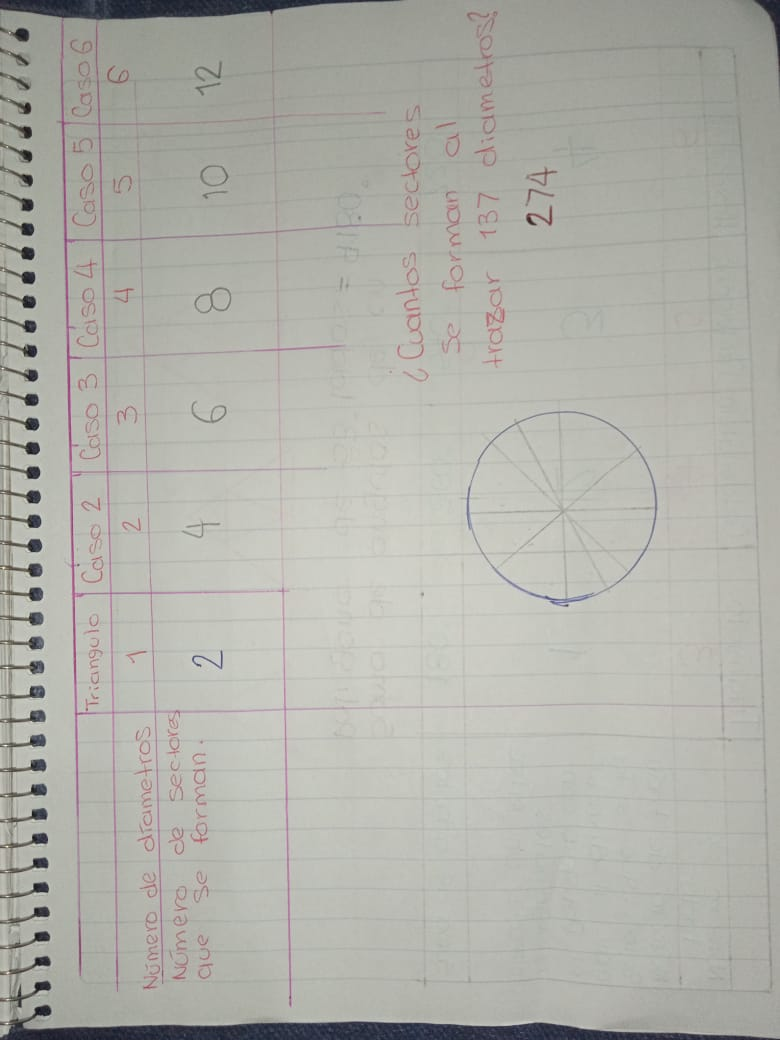 Triangulo Caso 2 Caso 3 Caso 4 Caso 5 Caso 6
Número de diametros 1 2 3 4 5 6
Número de sectores
que se forman. 2 4 6 8 10 12
¿Cuantos sectores
se forman al
trazar 137 diametros?
274